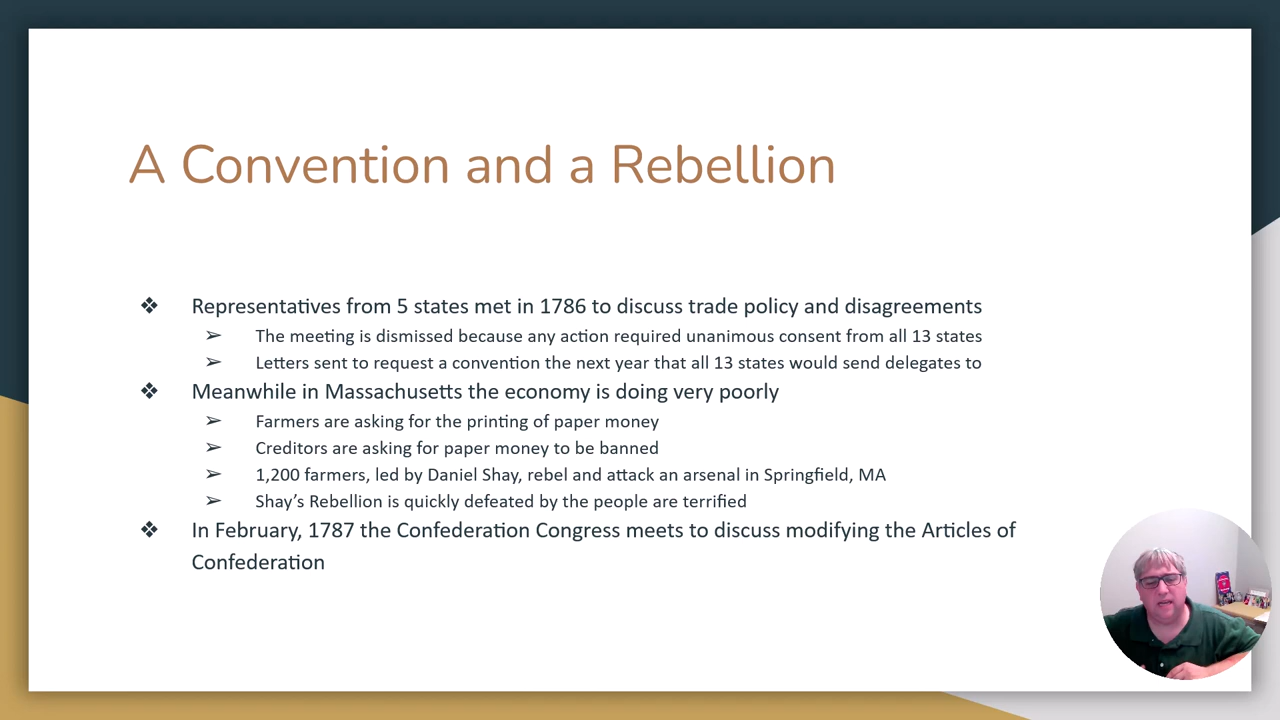 A Convention and a Rebellion
❖ Representatives from 5 states met in 1786 to discuss trade policy and disagreements
➢ The meeting is dismissed because any action required unanimous consent from all 13 states
➢ Letters sent to request a convention the next year that all 13 states would send delegates to
❖ Meanwhile in Massachusetts the economy is doing very poorly
➢ Farmers are asking for the printing of paper money
➢ Creditors are asking for paper money to be banned
➢ 1,200 farmers, led by Daniel Shay, rebel and attack an arsenal in Springfield, MA
➢ Shay’s Rebellion is quickly defeated by the people are terrified
❖ In February, 1787 the Confederation Congress meets to discuss modifying the Articles of
Confederation